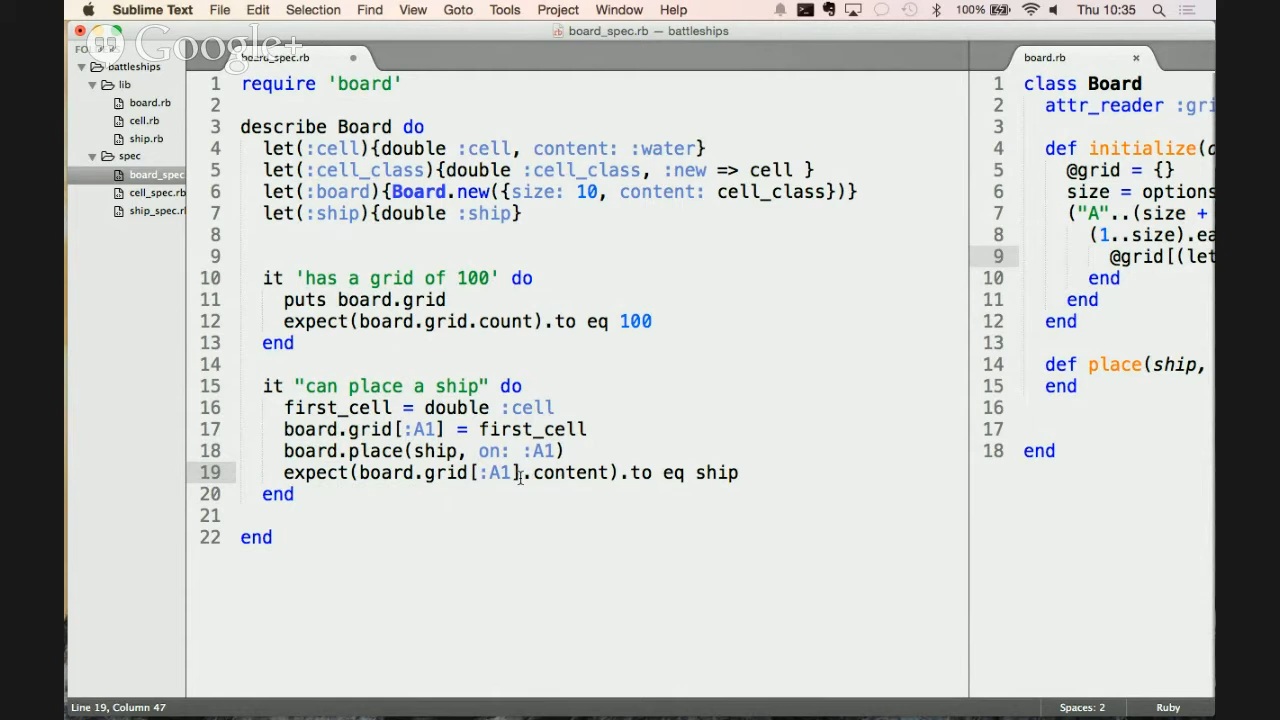 Sublime Text File Edit Selection Find View Goto Tools Project Window Help 100% Thu 10:35
board_spec.rb — battleships
Google+
board_spec.rb
board.rb
battleships
lib
board.rb
cell.rb
ship.rb
spec
board_spec
cell_spec.rb
ship_spec.rl
1 require 'board'
2
3 describe Board do
4 let(:cell){double :cell, content: :water}
5 let(:cell_class){double :cell_class, :new => cell }
6 let(:board){Board.new({size: 10, content: cell_class})}
7 let(:ship){double :ship}
8
9
10 it 'has a grid of 100' do
11 puts board.grid
12 expect(board.grid.count).to eq 100
13 end
14
15 it "can place a ship" do
16 first_cell = double :cell
17 board.grid[:A1] = first_cell
18 board.place(ship, on: :A1)
19 expect(board.grid[:A1].content).to eq ship
20 end
21
22 end
1 class Board
2 attr_reader :gri
3
4 def initialize(o
5 @grid = {}
6 size = options
7 ("A"..(size +
8 (1..size).ea
9 @grid[(let
10 end
11 end
12 end
13
14 def place(ship,
15 end
16
17
18 end
Line 19, Column 47
Spaces: 2
Ruby